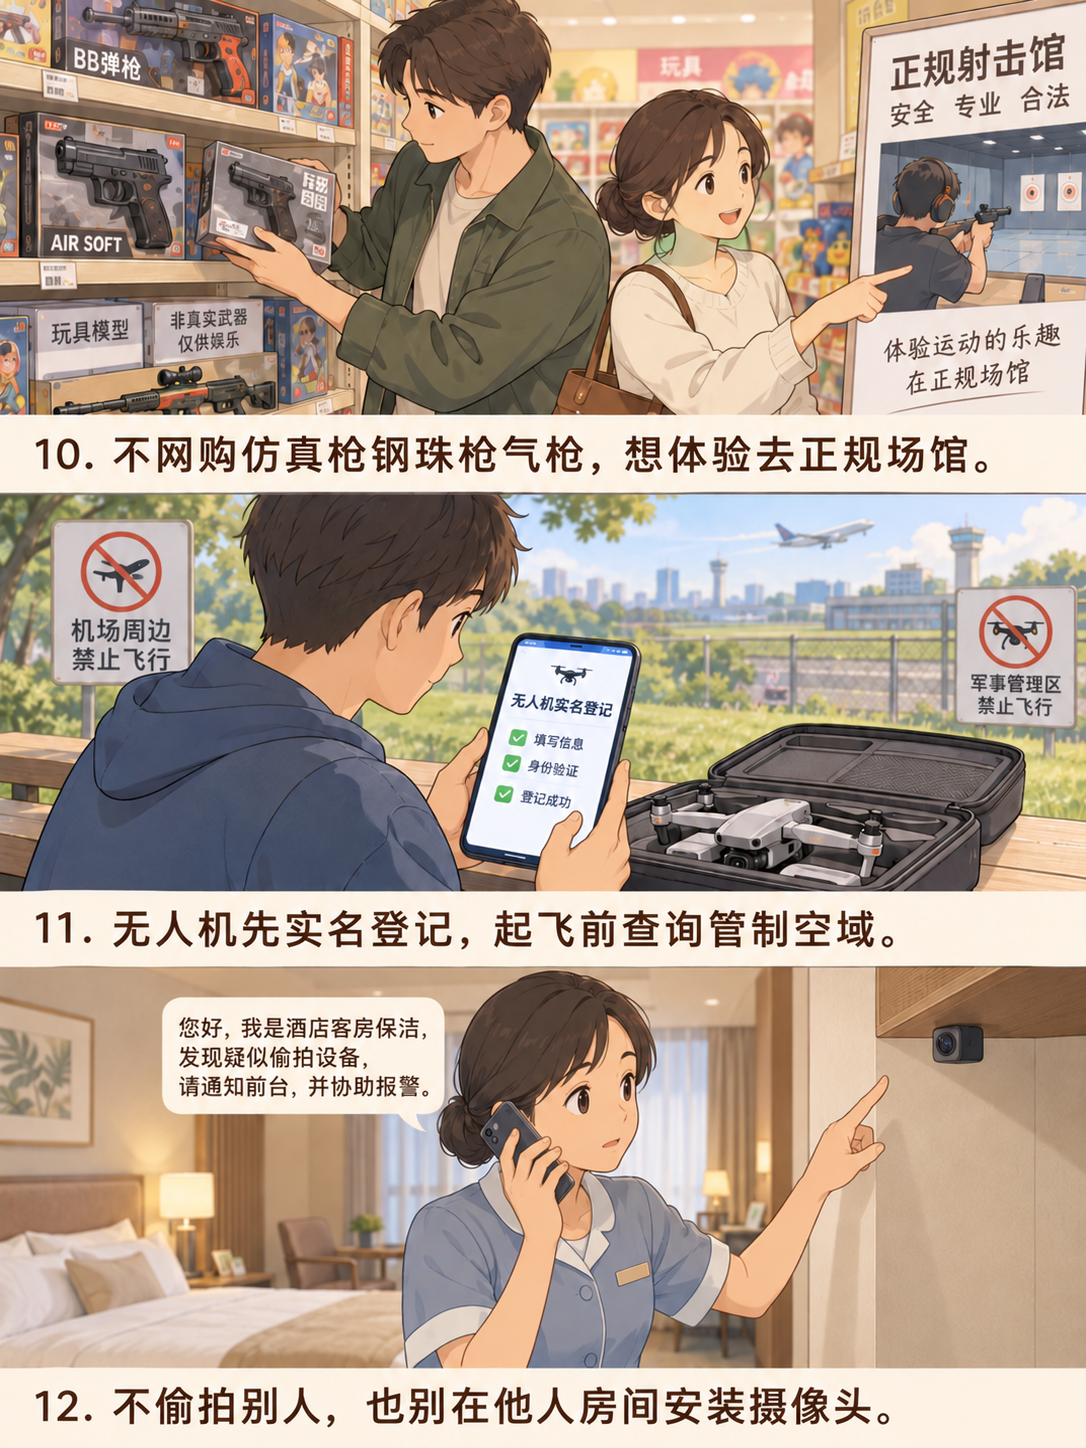 BB弹枪
玩具
正规射击馆
安全 专业 合法
AIR SOFT
玩具模型
非真实武器
仅供娱乐
体验运动的乐趣
在正规场馆
10. 不网购仿真枪钢珠枪气枪，想体验去正规场馆。
机场周边
禁止飞行
无人机实名登记
填写信息
身份验证
登记成功
军事管理区
禁止飞行
11. 无人机先实名登记，起飞前查询管制空域。
您好，我是酒店客房保洁，
发现疑似偷拍设备，
请通知前台，并协助报警。
12. 不偷拍别人，也别在他人房间安装摄像头。